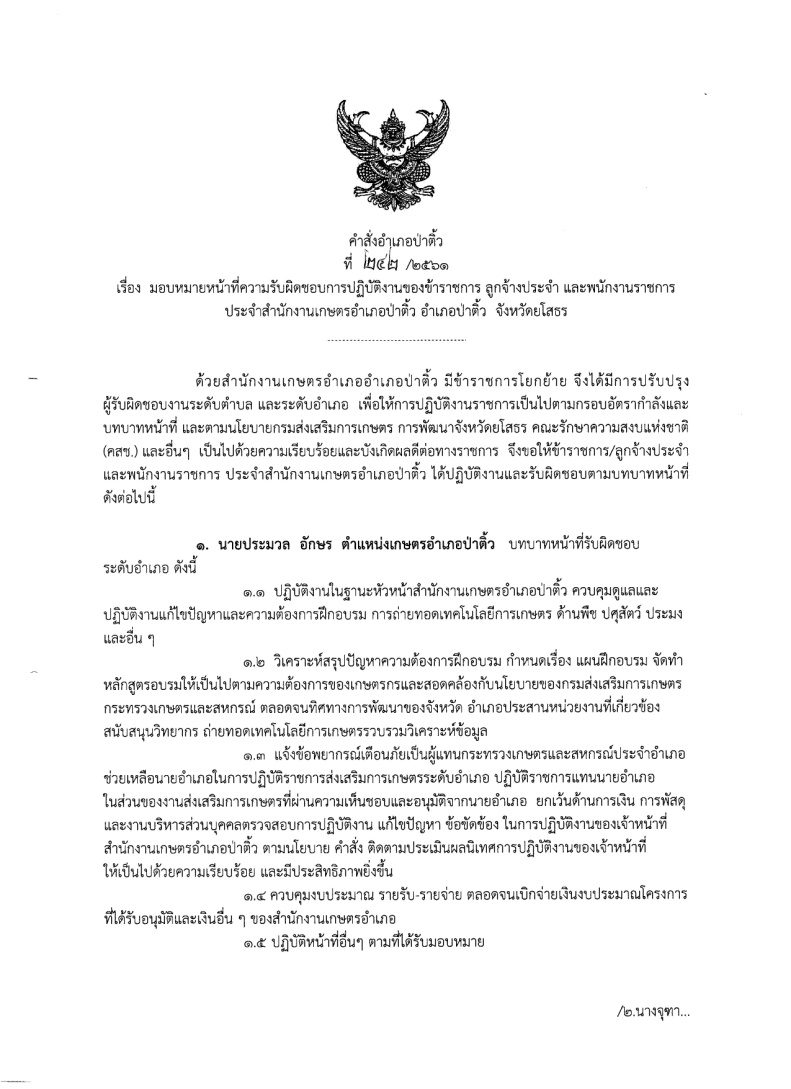 คำสั่งอำเภอป่าติ้ว
ที่ ๒๔๒ /๒๕๖๑
เรื่อง มอบหมายหน้าที่ความรับผิดชอบการปฏิบัติงานของข้าราชการ ลูกจ้างประจำ และพนักงานราชการ
ประจำสำนักงานเกษตรอำเภอป่าติ้ว อำเภอป่าติ้ว จังหวัดยโสธร
ด้วยสำนักงานเกษตรอำเภออำเภอป่าติ้ว มีข้าราชการโยกย้าย จึงได้มีการปรับปรุง
ผู้รับผิดชอบงานระดับตำบล และระดับอำเภอ เพื่อให้การปฏิบัติงานราชการเป็นไปตามกรอบอัตรากำลังและ
บทบาทหน้าที่ และตามนโยบายกรมส่งเสริมการเกษตร การพัฒนาจังหวัดยโสธร คณะรักษาความสงบแห่งชาติ
(คสช.) และอื่นๆ เป็นไปด้วยความเรียบร้อยและบังเกิดผลดีต่อทางราชการ จึงขอให้ข้าราชการ/ลูกจ้างประจำ
และพนักงานราชการ ประจำสำนักงานเกษตรอำเภอป่าติ้ว ได้ปฏิบัติงานและรับผิดชอบตามบทบาทหน้าที่
ดังต่อไปนี้
๑. นายประมวล อักษร ตำแหน่งเกษตรอำเภอป่าติ้ว บทบาทหน้าที่รับผิดชอบ
ระดับอำเภอ ดังนี้
๑.๑ ปฏิบัติงานในฐานะหัวหน้าสำนักงานเกษตรอำเภอป่าติ้ว ควบคุมดูแลและ
ปฏิบัติงานแก้ไขปัญหาและความต้องการฝึกอบรม การถ่ายทอดเทคโนโลยีการเกษตร ด้านพืช ปศุสัตว์ ประมง
และอื่น ๆ
๑.๒ วิเคราะห์สรุปปัญหาความต้องการฝึกอบรม กำหนดเรื่อง แผนฝึกอบรม จัดทำ
หลักสูตรอบรมให้เป็นไปตามความต้องการของเกษตรกรและสอดคล้องกับนโยบายของกรมส่งเสริมการเกษตร
กระทรวงเกษตรและสหกรณ์ ตลอดจนทิศทางการพัฒนาของจังหวัด อำเภอประสานหน่วยงานที่เกี่ยวข้อง
สนับสนุนวิทยากร ถ่ายทอดเทคโนโลยีการเกษตรรวบรวมวิเคราะห์ข้อมูล
๑.๓ แจ้งข้อพยากรณ์เตือนภัยเป็นผู้แทนกระทรวงเกษตรและสหกรณ์ประจำอำเภอ
ช่วยเหลือนายอำเภอในการปฏิบัติราชการส่งเสริมการเกษตรระดับอำเภอ ปฏิบัติราชการแทนนายอำเภอ
ในส่วนของงานส่งเสริมการเกษตรที่ผ่านความเห็นชอบและอนุมัติจากนายอำเภอ ยกเว้นด้านการเงิน การพัสดุ
และงานบริหารส่วนบุคคลตรวจสอบการปฏิบัติงาน แก้ไขปัญหา ข้อขัดข้อง ในการปฏิบัติงานของเจ้าหน้าที่
สำนักงานเกษตรอำเภอป่าติ้ว ตามนโยบาย คำสั่ง ติดตามประเมินผลนิเทศการปฏิบัติงานของเจ้าหน้าที่
ให้เป็นไปด้วยความเรียบร้อย และมีประสิทธิภาพยิ่งขึ้น
๑.๔ ควบคุมงบประมาณ รายรับ-รายจ่าย ตลอดจนเบิกจ่ายเงินงบประมาณโครงการ
ที่ได้รับอนุมัติและเงินอื่น ๆ ของสำนักงานเกษตรอำเภอ
๑.๕ ปฏิบัติหน้าที่อื่นๆ ตามที่ได้รับมอบหมาย
/๒.นางจุฑา...